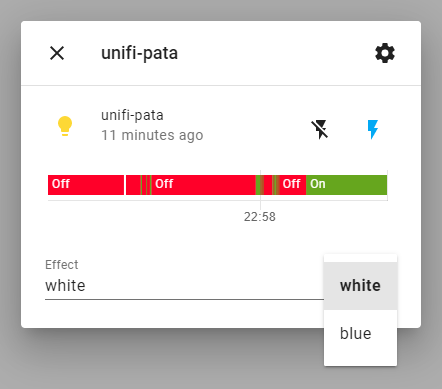 unifi-pata
unifi-pata
11 minutes ago
Off Off Off On
22:58
Effect
white
white
blue